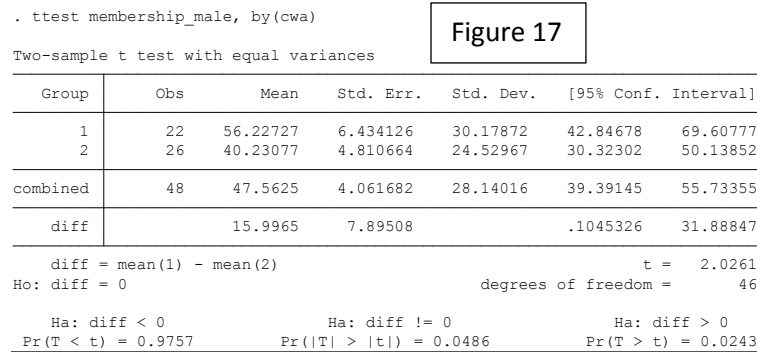 . ttest membership_male, by(cwa)
Figure 17
Two-sample t test with equal variances
Group Obs Mean Std. Err. Std. Dev. [95% Conf. Interval]
1 22 56.22727 6.434126 30.17872 42.84678 69.60777
2 26 40.23077 4.810664 24.52967 30.32302 50.13852
combined 48 47.5625 4.061682 28.14016 39.39145 55.73355
diff 15.9965 7.89508 .1045326 31.88847
diff = mean(1) - mean(2) t = 2.0261
Ho: diff = 0 degrees of freedom = 46
Ha: diff < 0 Ha: diff != 0 Ha: diff > 0
Pr(T < t) = 0.9757 Pr(|T| > |t|) = 0.0486 Pr(T > t) = 0.0243